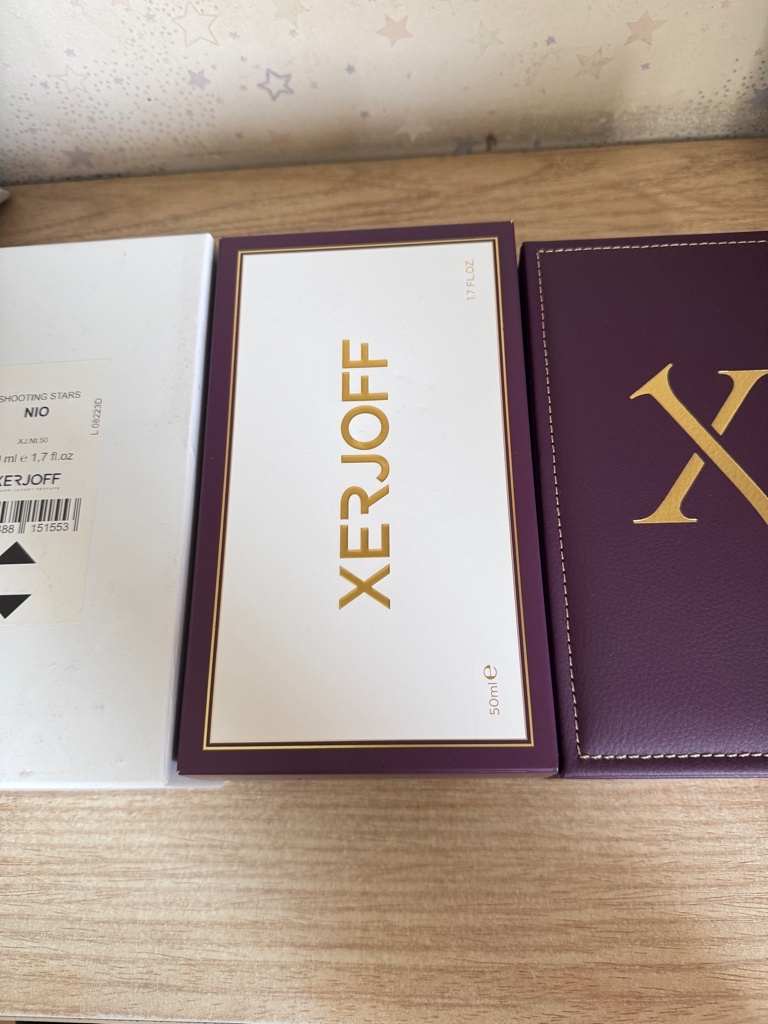 SHOOTING STARS
NIO
XJ.NI.50
ml e 1,7 fl.oz
XERJOFF
151553
L.08223D
XERJOFF
1.7 FL.OZ.
50ml e
X